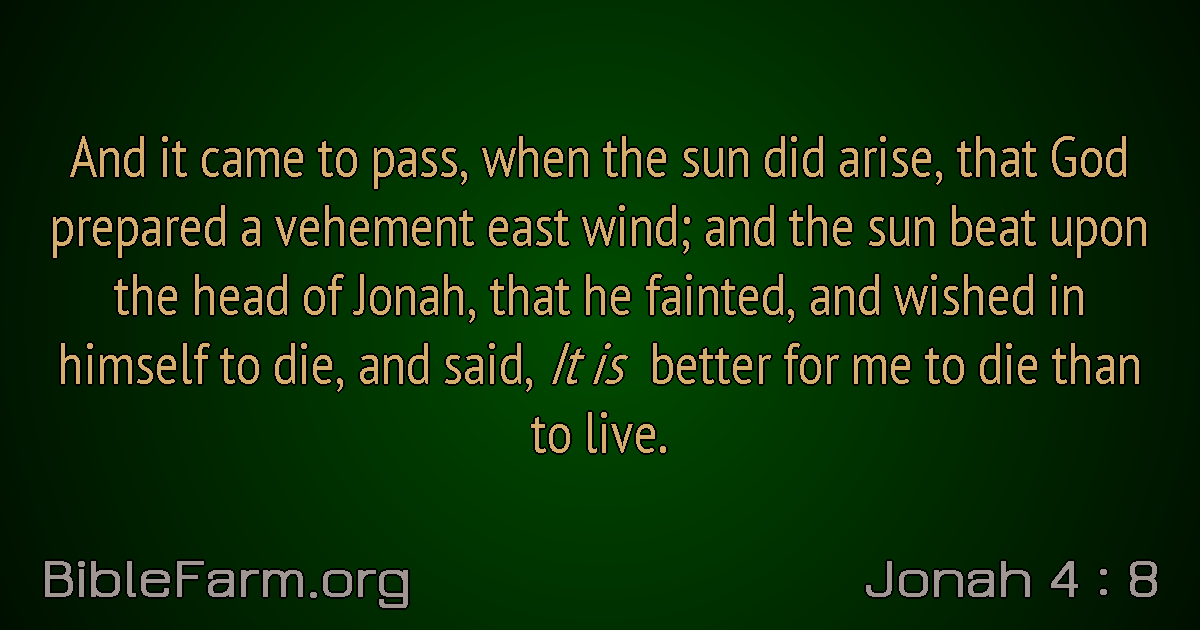 And it came to pass, when the sun did arise, that God
prepared a vehement east wind; and the sun beat upon
the head of Jonah, that he fainted, and wished in
himself to die, and said, It is better for me to die than
to live.
BibleFarm.org
Jonah 4 : 8